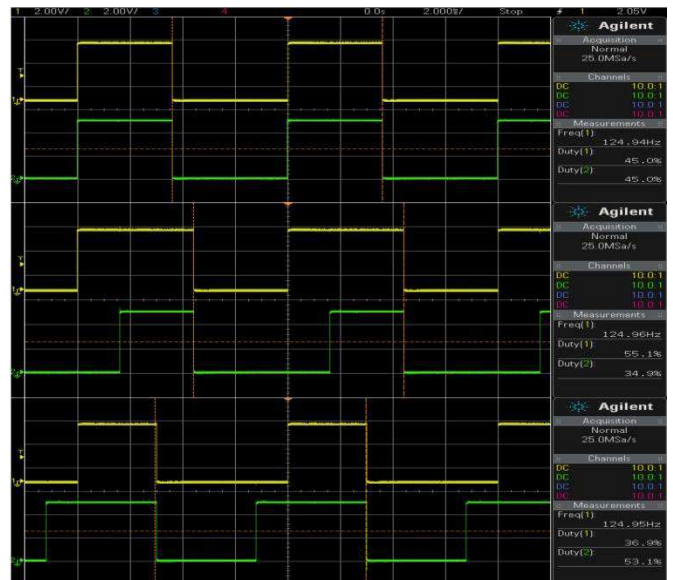 1 2.00V/ 2 2.00V/ 3 4 0.0s 2.000ms/ Stop 1 2.05V
Agilent
Acquisition
Normal
25.0MSa/s
Channels
DC 10.0:1
DC 10.0:1
DC 10.0:1
DC 10.0:1
Measurements
Freq(1):
124.94Hz
Duty(1):
45.0%
Duty(2):
45.0%
Agilent
Acquisition
Normal
25.0MSa/s
Channels
DC 10.0:1
DC 10.0:1
DC 10.0:1
DC 10.0:1
Measurements
Freq(1):
124.96Hz
Duty(1):
55.1%
Duty(2):
34.9%
Agilent
Acquisition
Normal
25.0MSa/s
Channels
DC 10.0:1
DC 10.0:1
DC 10.0:1
DC 10.0:1
Measurements
Freq(1):
124.95Hz
Duty(1):
36.9%
Duty(2):
53.1%